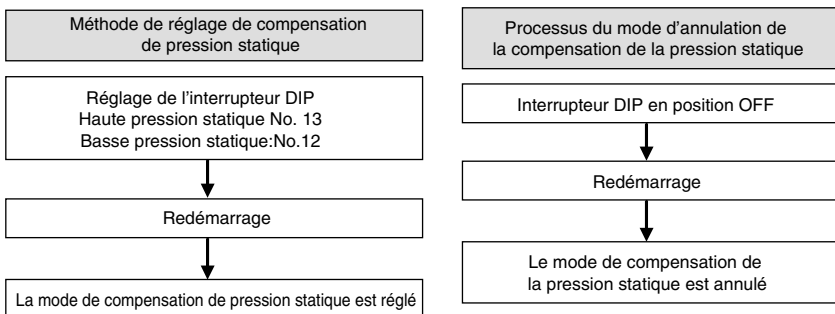 Méthode de réglage de compensation
de pression statique
Réglage de l'interrupteur DIP
Haute pression statique No. 13
Basse pression statique:No.12
Redémarrage
La mode de compensation de pression statique est réglé
Processus du mode d'annulation de
la compensation de la pression statique
Interrupteur DIP en position OFF
Redémarrage
Le mode de compensation de
la pression statique est annulé